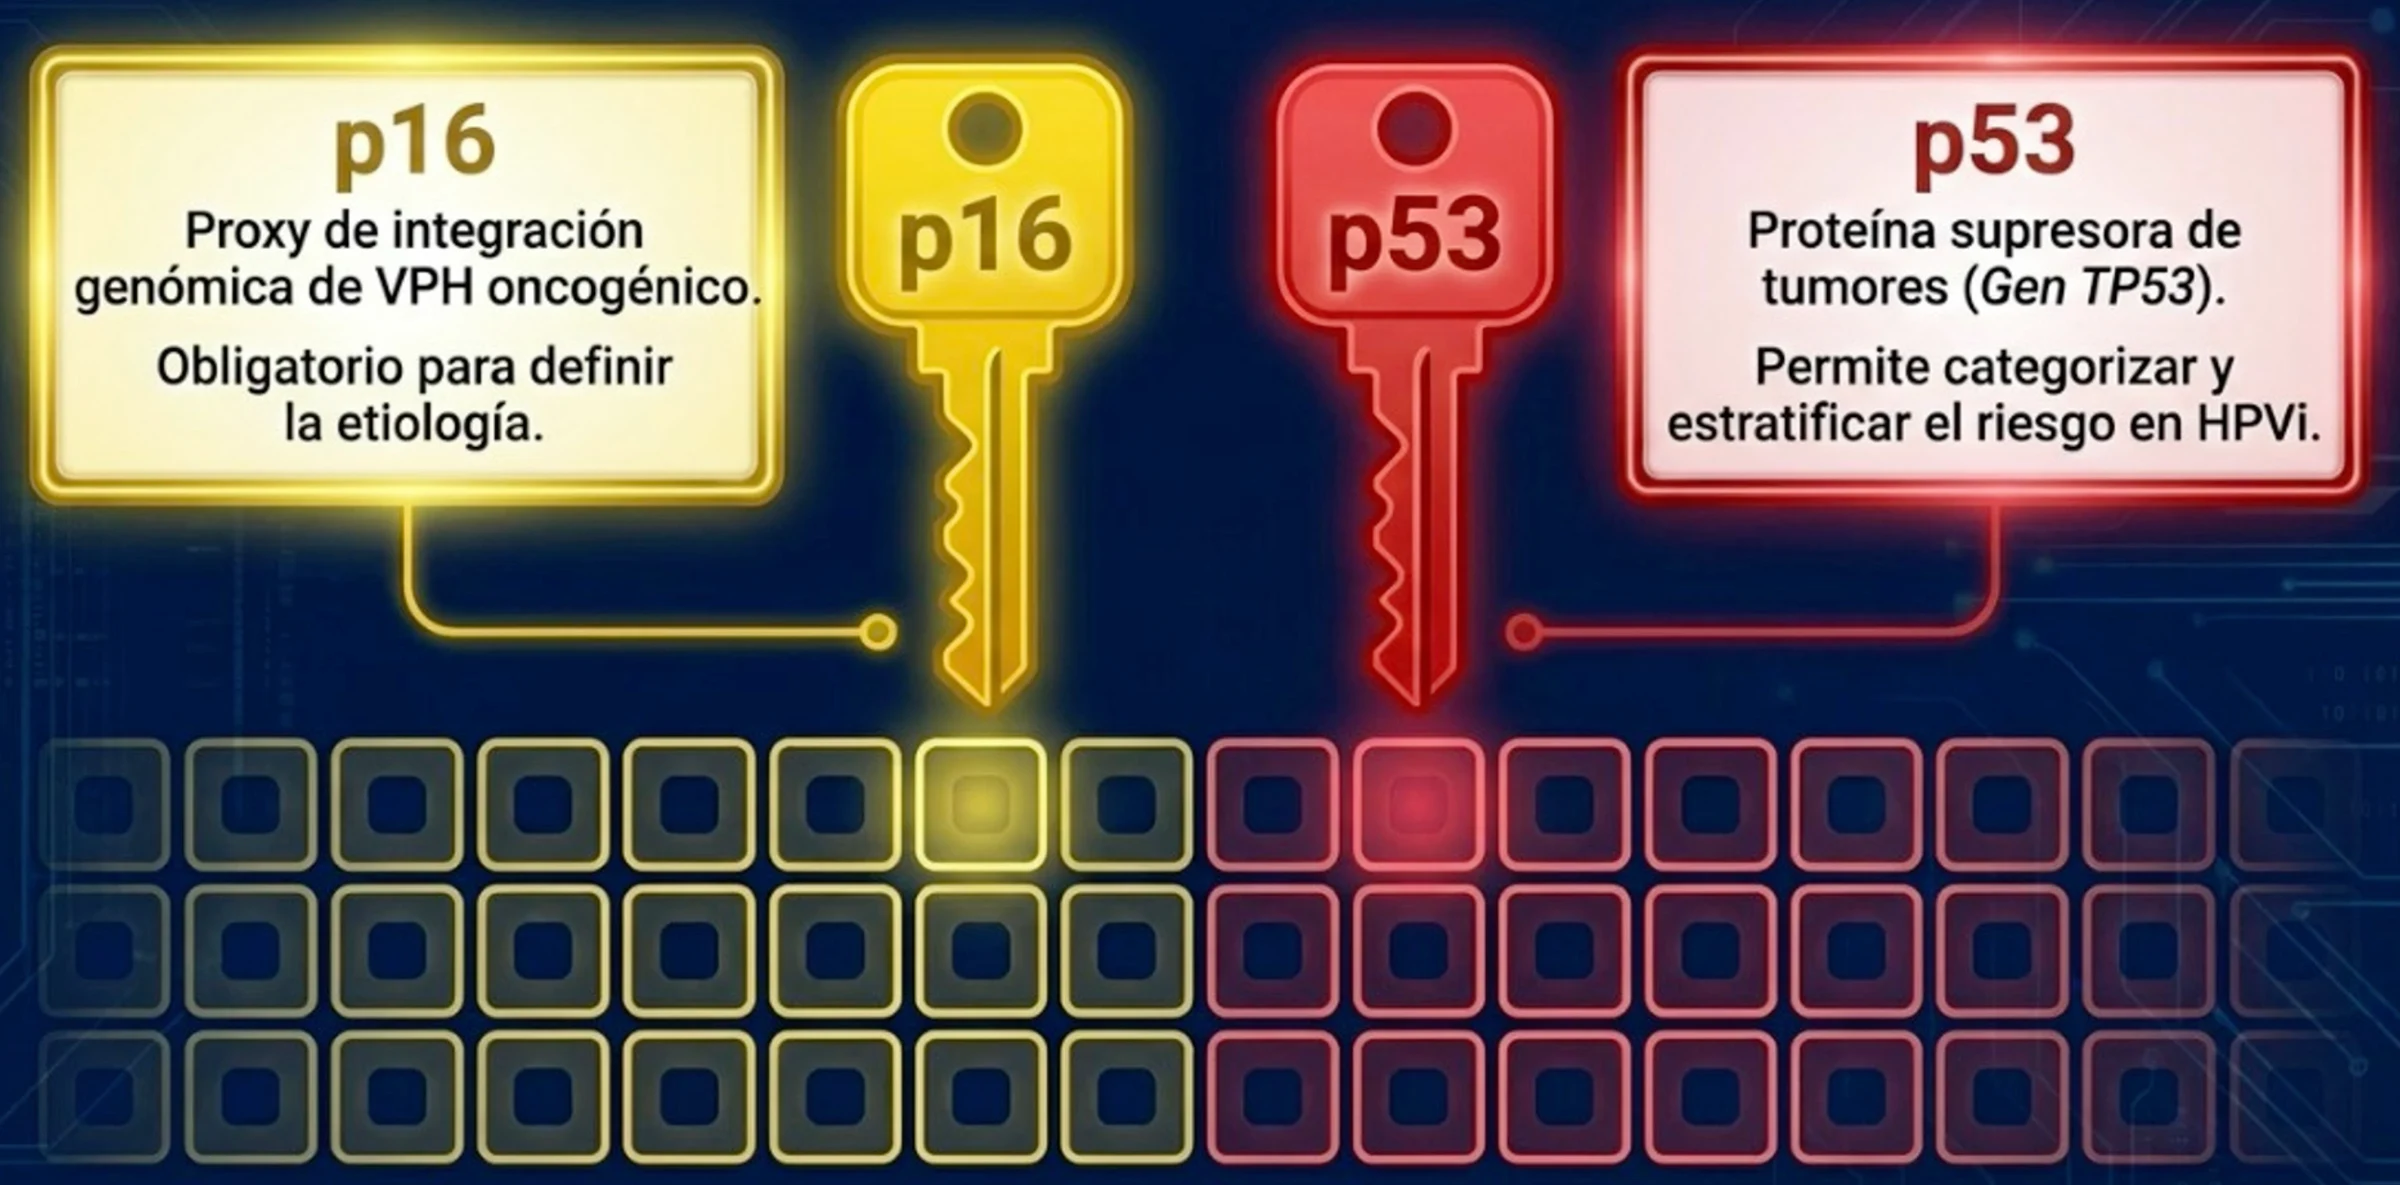 p16
Proxy de integración
genómica de VPH oncogénico.
Obligatorio para definir
la etiología.
p16
p53
p53
Proteína supresora de
tumores (Gen TP53).
Permite categorizar y
estratificar el riesgo en HPVi.